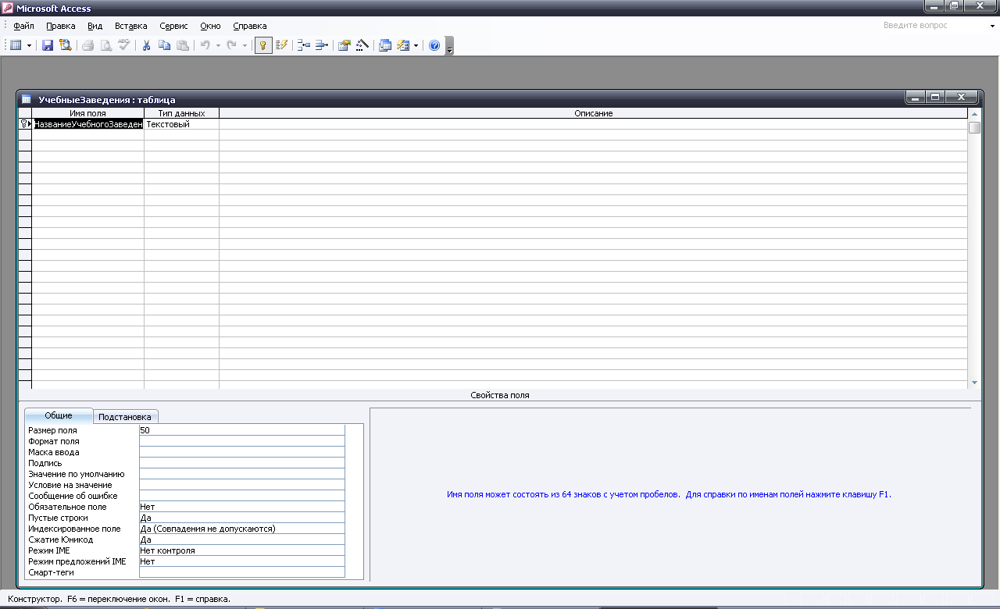 Microsoft Access
Файл Правка Вид Вставка Сервис Окно Справка Введите вопрос
УчебныеЗаведения : таблица
Имя поля Тип данных Описание
НазваниеУчебногоЗаведен Текстовый
Свойства поля
Общие Подстановка
Размер поля 50
Формат поля
Маска ввода
Подпись
Значение по умолчанию
Условие на значение
Сообщение об ошибке
Обязательное поле Нет
Пустые строки Да
Индексированное поле Да (Совпадения не допускаются)
Сжатие Юникод Да
Режим IME Нет контроля
Режим предложений IME Нет
Смарт-теги
Имя поля может состоять из 64 знаков с учетом пробелов. Для справки по именам полей нажмите клавишу F1.
Конструктор. F6 = переключение окон. F1 = справка.